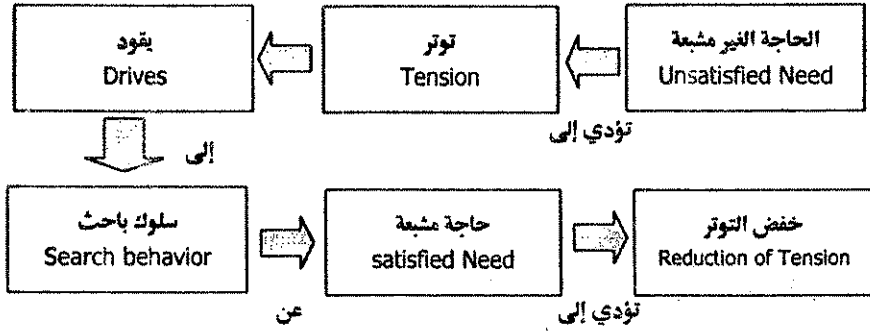 الحاجة الغير مشبعة
Unsatisfied Need
تؤدي إلى
توتر
Tension
يقود
Drives
إلى
سلوك باحث
Search behavior
عن
حاجة مشبعة
satisfied Need
تؤدي إلى
خفض التوتر
Reduction of Tension